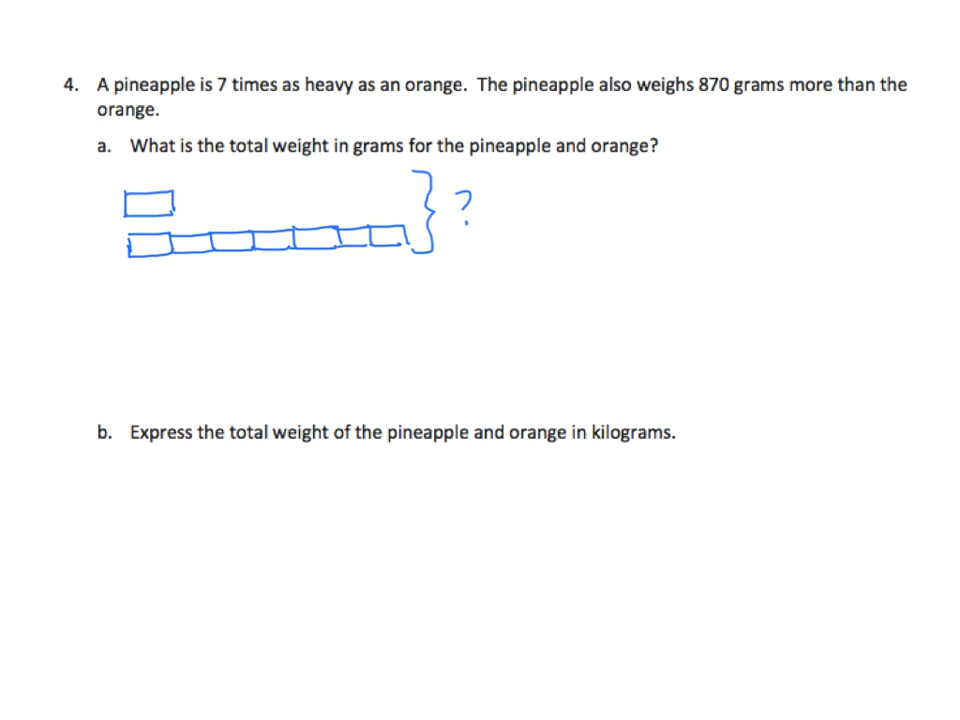 4. A pineapple is 7 times as heavy as an orange. The pineapple also weighs 870 grams more than the
orange.
a. What is the total weight in grams for the pineapple and orange?
?
b. Express the total weight of the pineapple and orange in kilograms.